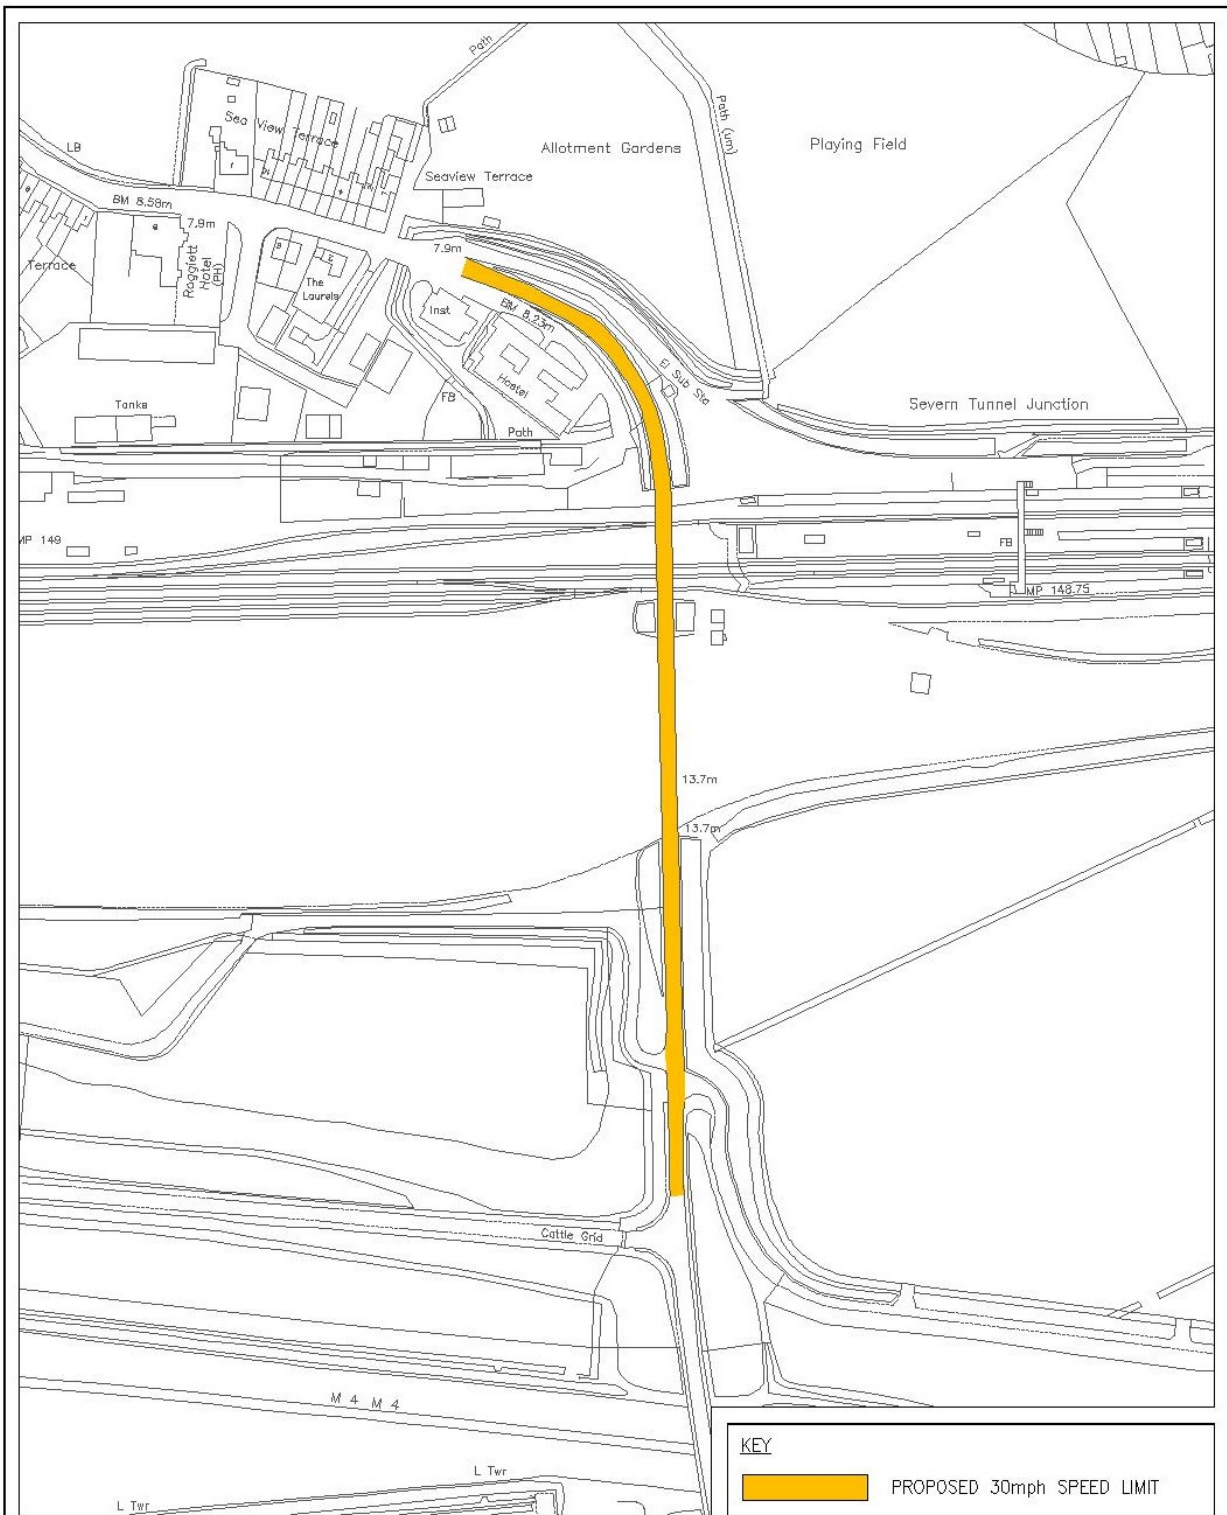 Path
Sea View Terrace
LB
Path (um)
Allotment Gardens
Playing Field
Seaview Terrace
BM 8.58m
7.9m
7.9m
Terrace
Raggiett
Hotel
(PH)
The
Laurels
Inst
BM 8.23m
Hostel
El Sub Sta
Tanks
FB
Path
Severn Tunnel Junction
MP 149
FB
MP 148.75
13.7m
13.7m
Cattle Grid
M 4 M 4
L Twr
L Twr
KEY
PROPOSED 30mph SPEED LIMIT